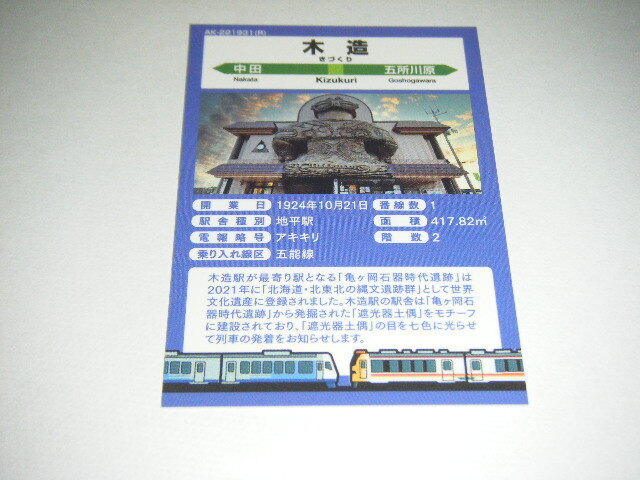 AK-221931(R)
木造
きづくり
中田 五所川原
Nakata Kizukuri Goshogawara
開業日 1924年10月21日 番線数 1
駅舎種別 地平駅 面積 417.82㎡
電報略号 アキキリ 階数 2
乗り入れ線区 五能線
木造駅が最寄り駅となる「亀ヶ岡石器時代遺跡」は
2021年に「北海道・北東北の縄文遺跡群」として世界
文化遺産に登録されました。木造駅の駅舎は「亀ヶ岡石
器時代遺跡」から発掘された「遮光器土偶」をモチーフ
に建設されており、「遮光器土偶」の目を七色に光らせ
て列車の発着をお知らせします。